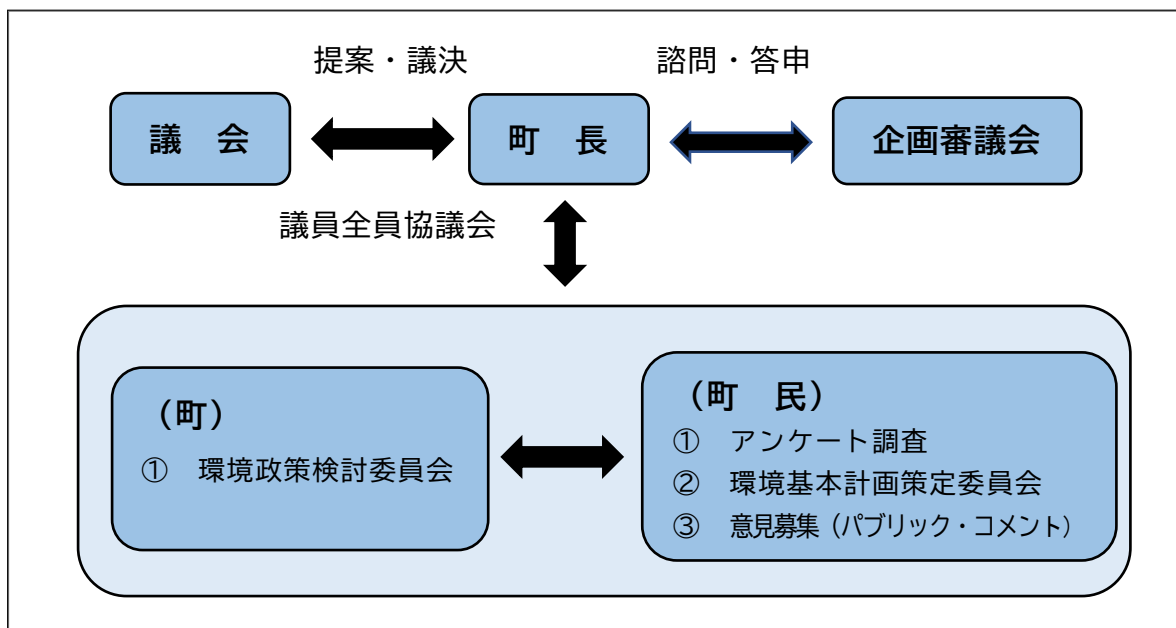 提案・議決
諮問・答申
議　会
町　長
企画審議会
議員全員協議会
（町）
①　環境政策検討委員会
（町　民）
①　アンケート調査
②　環境基本計画策定委員会
③　意見募集（パブリック・コメント）